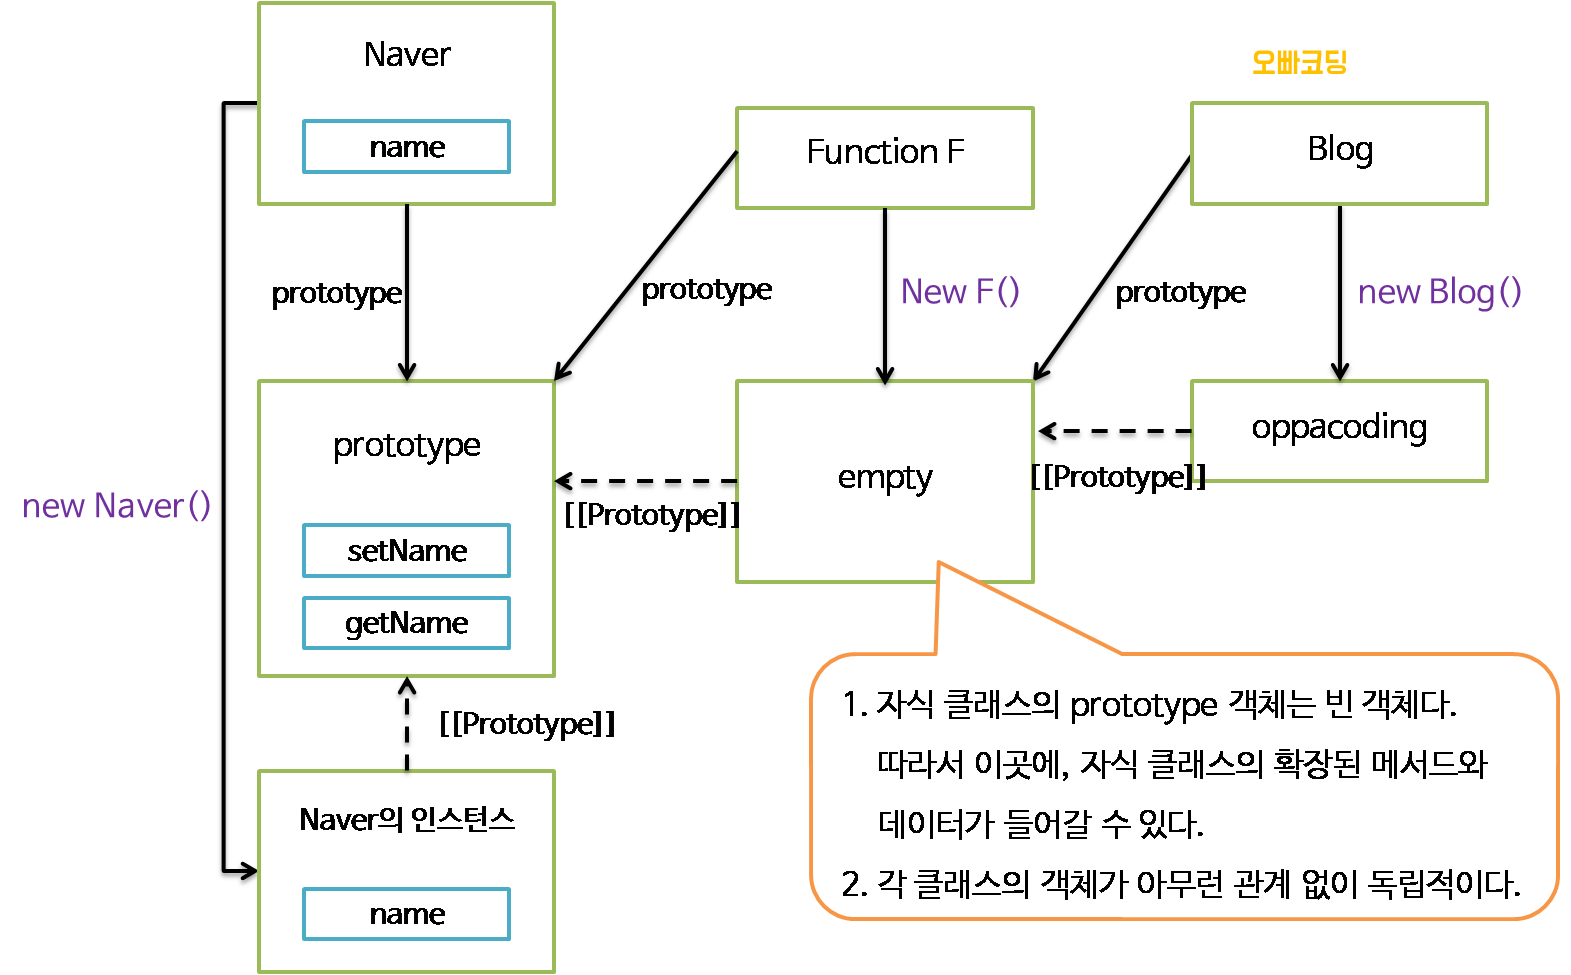 Naver
name
오빠코딩
Function F
Blog
prototype
prototype
New F()
prototype
new Blog()
prototype
setName
getName
empty
oppacoding
[[Prototype]]
[[Prototype]]
new Naver()
[[Prototype]]
Naver의 인스턴스
name
1. 자식 클래스의 prototype 객체는 빈 객체다.
따라서 이곳에, 자식 클래스의 확장된 메서드와
데이터가 들어갈 수 있다.
2. 각 클래스의 객체가 아무런 관계 없이 독립적이다.